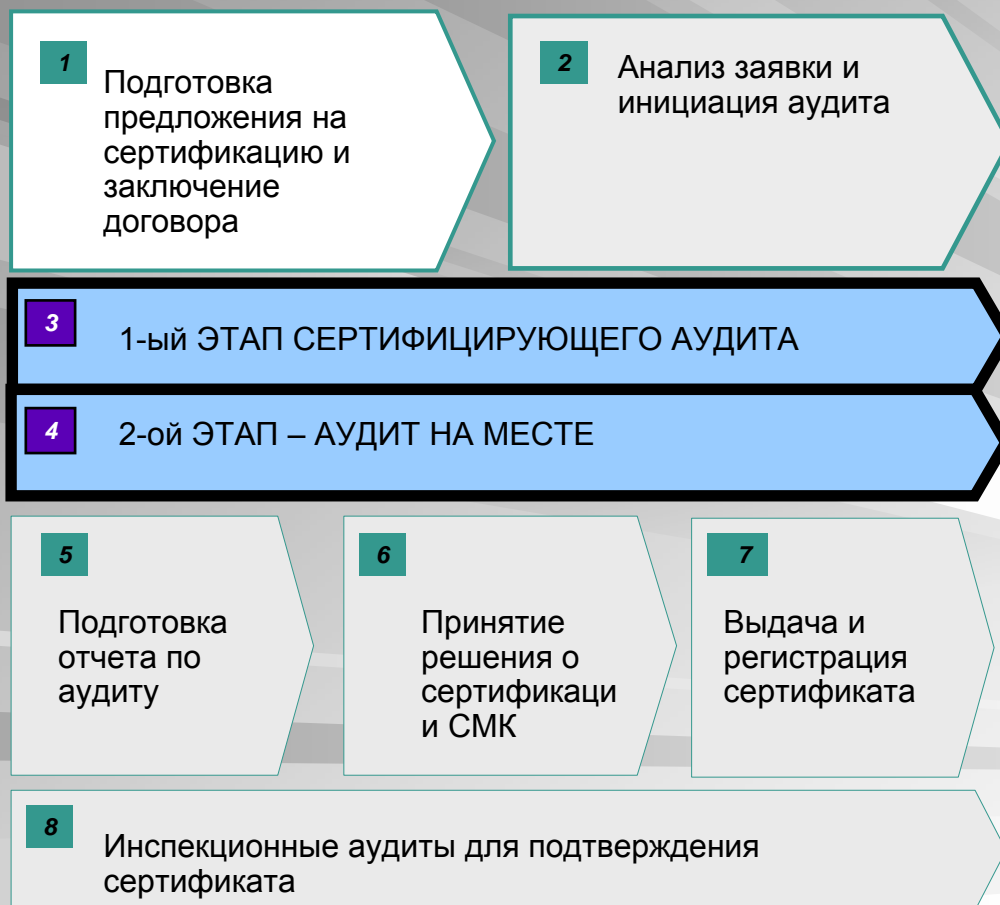 1
Подготовка
предложения на
сертификацию и
заключение
договора
2
Анализ заявки и
инициация аудита
3
1-ый ЭТАП СЕРТИФИЦИРУЮЩЕГО АУДИТА
4
2-ой ЭТАП – АУДИТ НА МЕСТЕ
5
Подготовка
отчета по
аудиту
6
Принятие
решения о
сертификаци
и СМК
7
Выдача и
регистрация
сертификата
8
Инспекционные аудиты для подтверждения
сертификата